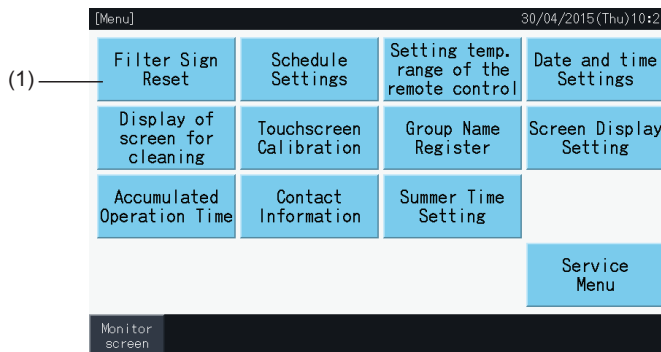 [Menu] 30/04/2015(Thu)10:2
(1)
Filter Sign
Reset
Schedule
Settings
Setting temp.
range of the
remote control
Date and time
Settings
Display of
screen for
cleaning
Touchscreen
Calibration
Group Name
Register
Screen Display
Setting
Accumulated
Operation Time
Contact
Information
Summer Time
Setting
Service
Menu
Monitor
screen